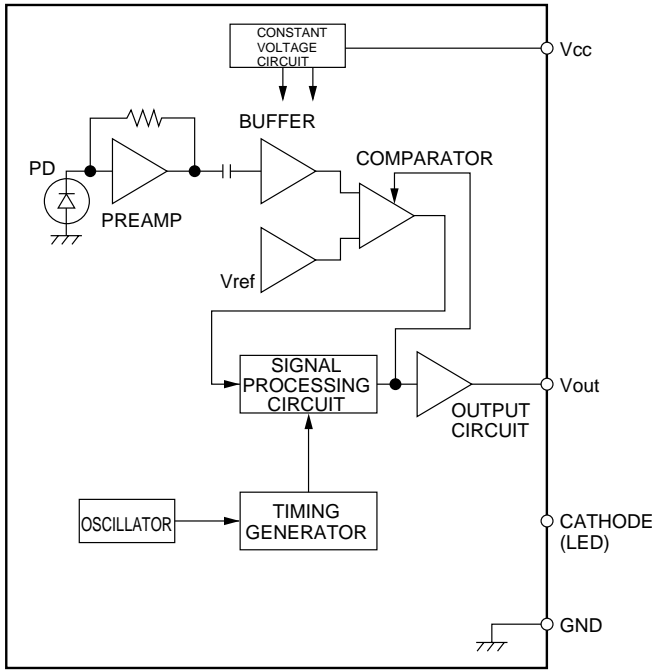 CONSTANT
VOLTAGE
CIRCUIT
Vcc
BUFFER
COMPARATOR
PD
PREAMP
Vref
SIGNAL
PROCESSING
CIRCUIT
Vout
OUTPUT
CIRCUIT
OSCILLATOR
TIMING
GENERATOR
CATHODE
(LED)
GND